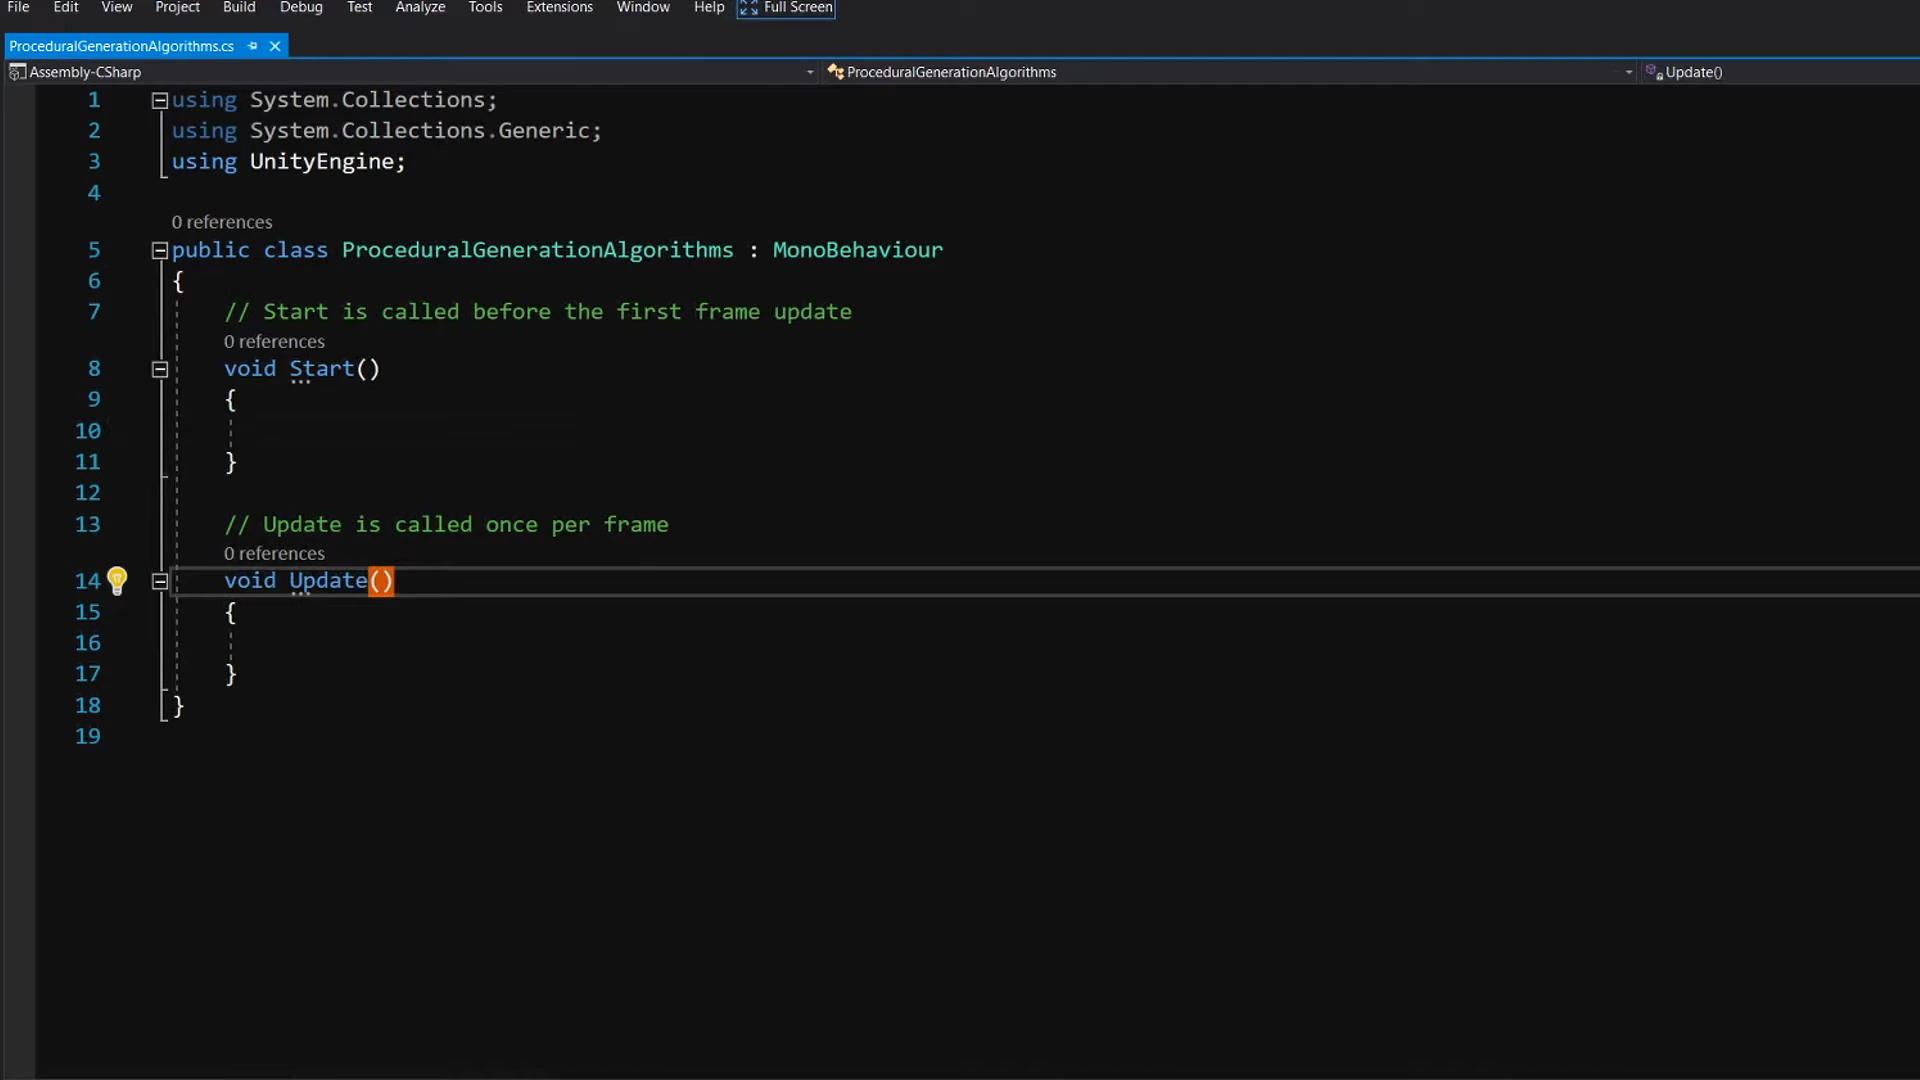 File Edit View Project Build Debug Test Analyze Tools Extensions Window Help Full Screen
ProceduralGenerationAlgorithms.cs
Assembly-CSharp ProceduralGenerationAlgorithms Update()
1 using System.Collections;
2 using System.Collections.Generic;
3 using UnityEngine;
4
0 references
5 public class ProceduralGenerationAlgorithms : MonoBehaviour
6 {
7 // Start is called before the first frame update
0 references
8 void Start()
9 {
10
11 }
12
13 // Update is called once per frame
0 references
14 void Update()
15 {
16
17 }
18 }
19